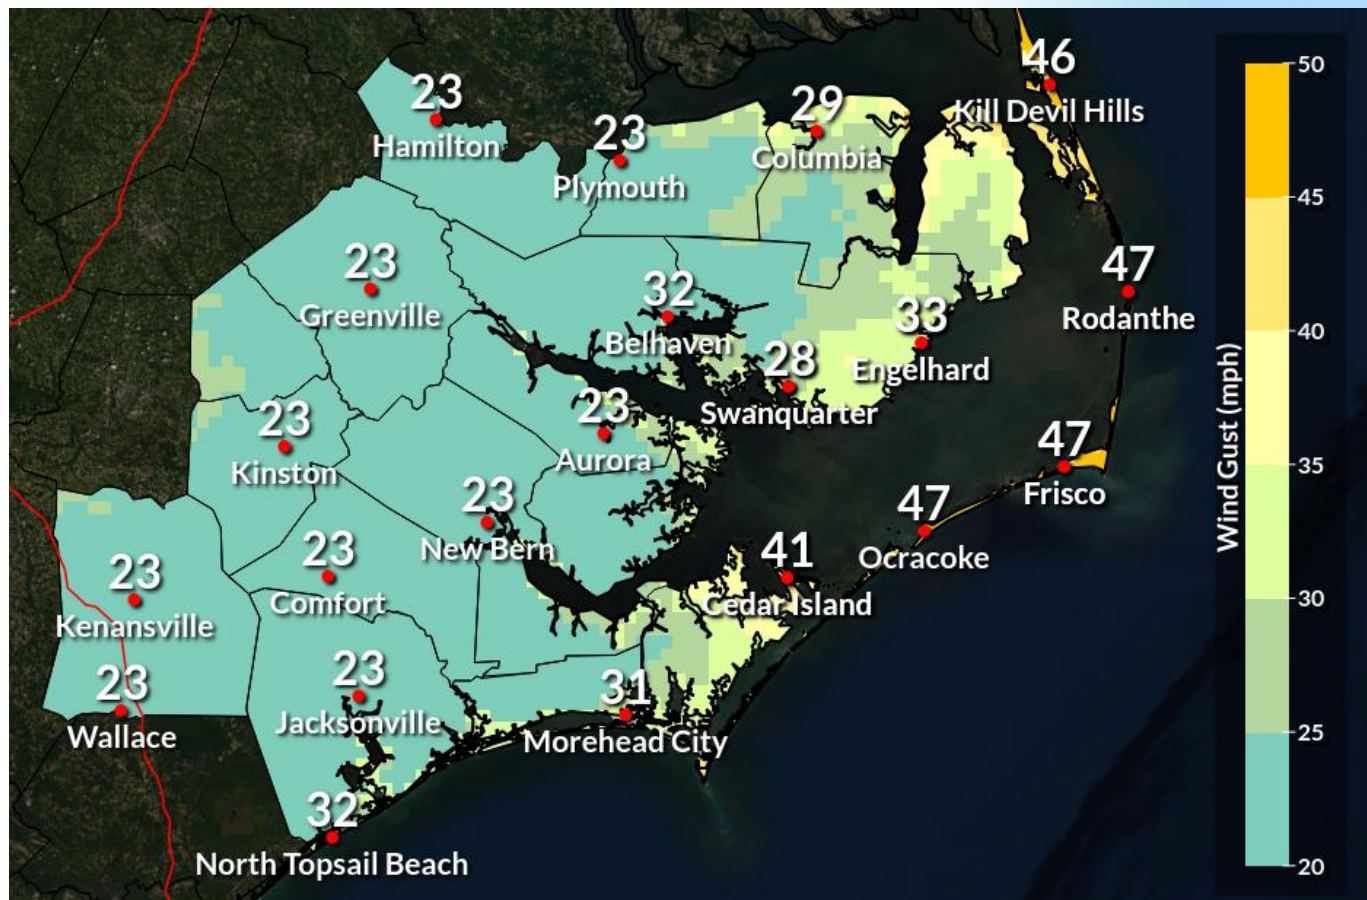 46
Kill Devil Hills
23
Hamilton
29
Columbia
23
Plymouth
23
Greenville
47
Rodanthe
32
Belhaven
33
Engelhard
28
Swanquarter
23
Aurora
23
Kinston
47
Frisco
23
New Bern
47
Ocracoke
23
Comfort
41
Cedar Island
23
Kenansville
23
Wallace
23
Jacksonville
31
Morehead City
32
North Topsail Beach
50
45
40
35
30
25
20
Wind Gust (mph)